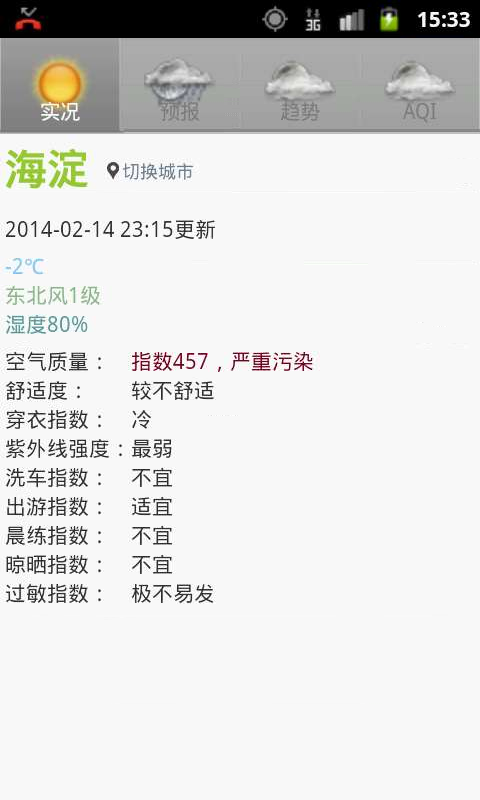 3G 15:33
实况 预报 趋势 AQI
海淀 切换城市
2014-02-14 23:15更新
-2℃
东北风1级
湿度80%
空气质量： 指数457，严重污染
舒适度： 较不舒适
穿衣指数： 冷
紫外线强度：最弱
洗车指数： 不宜
出游指数： 适宜
晨练指数： 不宜
晾晒指数： 不宜
过敏指数： 极不易发